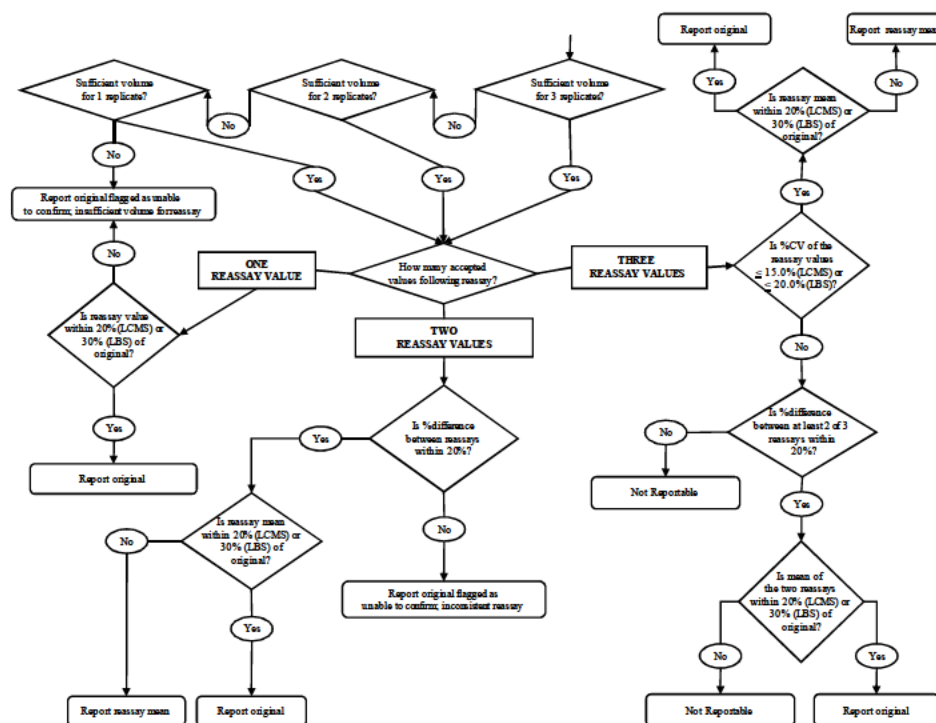 Report original
Report reassay mean
Sufficient volume
for 1 replicate?
Sufficient volume
for 2 replicates?
Sufficient volume
for 3 replicates?
No
No
Yes
No
Is reassay mean
within 20% (LCMS) or
30% (LBS) of
original?
No
Yes
Yes
Yes
Yes
Report original flagged as unable
to confirm; insufficient volume for reassay
No
ONE
REASSAY VALUE
How many accepted
values following reassay?
THREE
REASSAY VALUES
Is %CV of the
reassay values
≤ 15.0% (LCMS) or
≤ 20.0% (LBS)?
Is reassay value
within 20% (LCMS) or
30% (LBS) of
original?
TWO
REASSAY VALUES
No
Yes
Yes
Is %difference
between reassays
within 20%?
No
Is %difference
between at least 2 of 3
reassays within
20%?
Report original
Not Reportable
Yes
Is reassay mean
within 20% (LCMS) or
30% (LBS) of
original?
No
No
Report original flagged as
unable to confirm; inconsistent reassay
Is mean of
the two reassays
within 20% (LCMS) or
30% (LBS) of
original?
Yes
No
Yes
Report reassay mean
Report original
Not Reportable
Report original